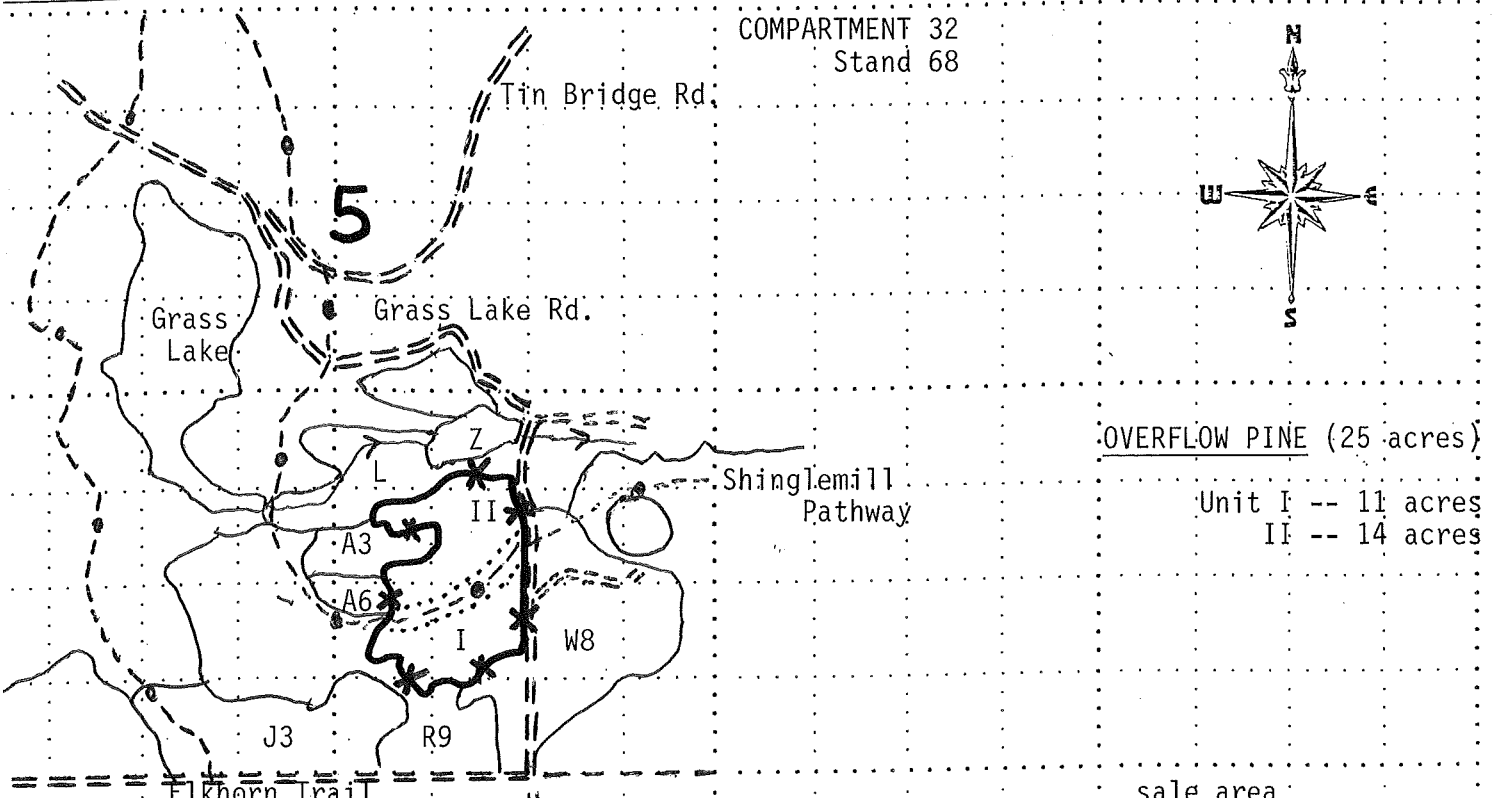 COMPARTMENT 32
Stand 68
N
Tin Bridge Rd.
W
E
5
S
Grass Lake Rd.
Grass
Lake
Z
OVERFLOW PINE (25 acres)
L
Shinglemill
Pathway
II
Unit I -- 11 acres
II -- 14 acres
A3
A6
I
W8
J3
R9
Elkhorn Trail
sale area